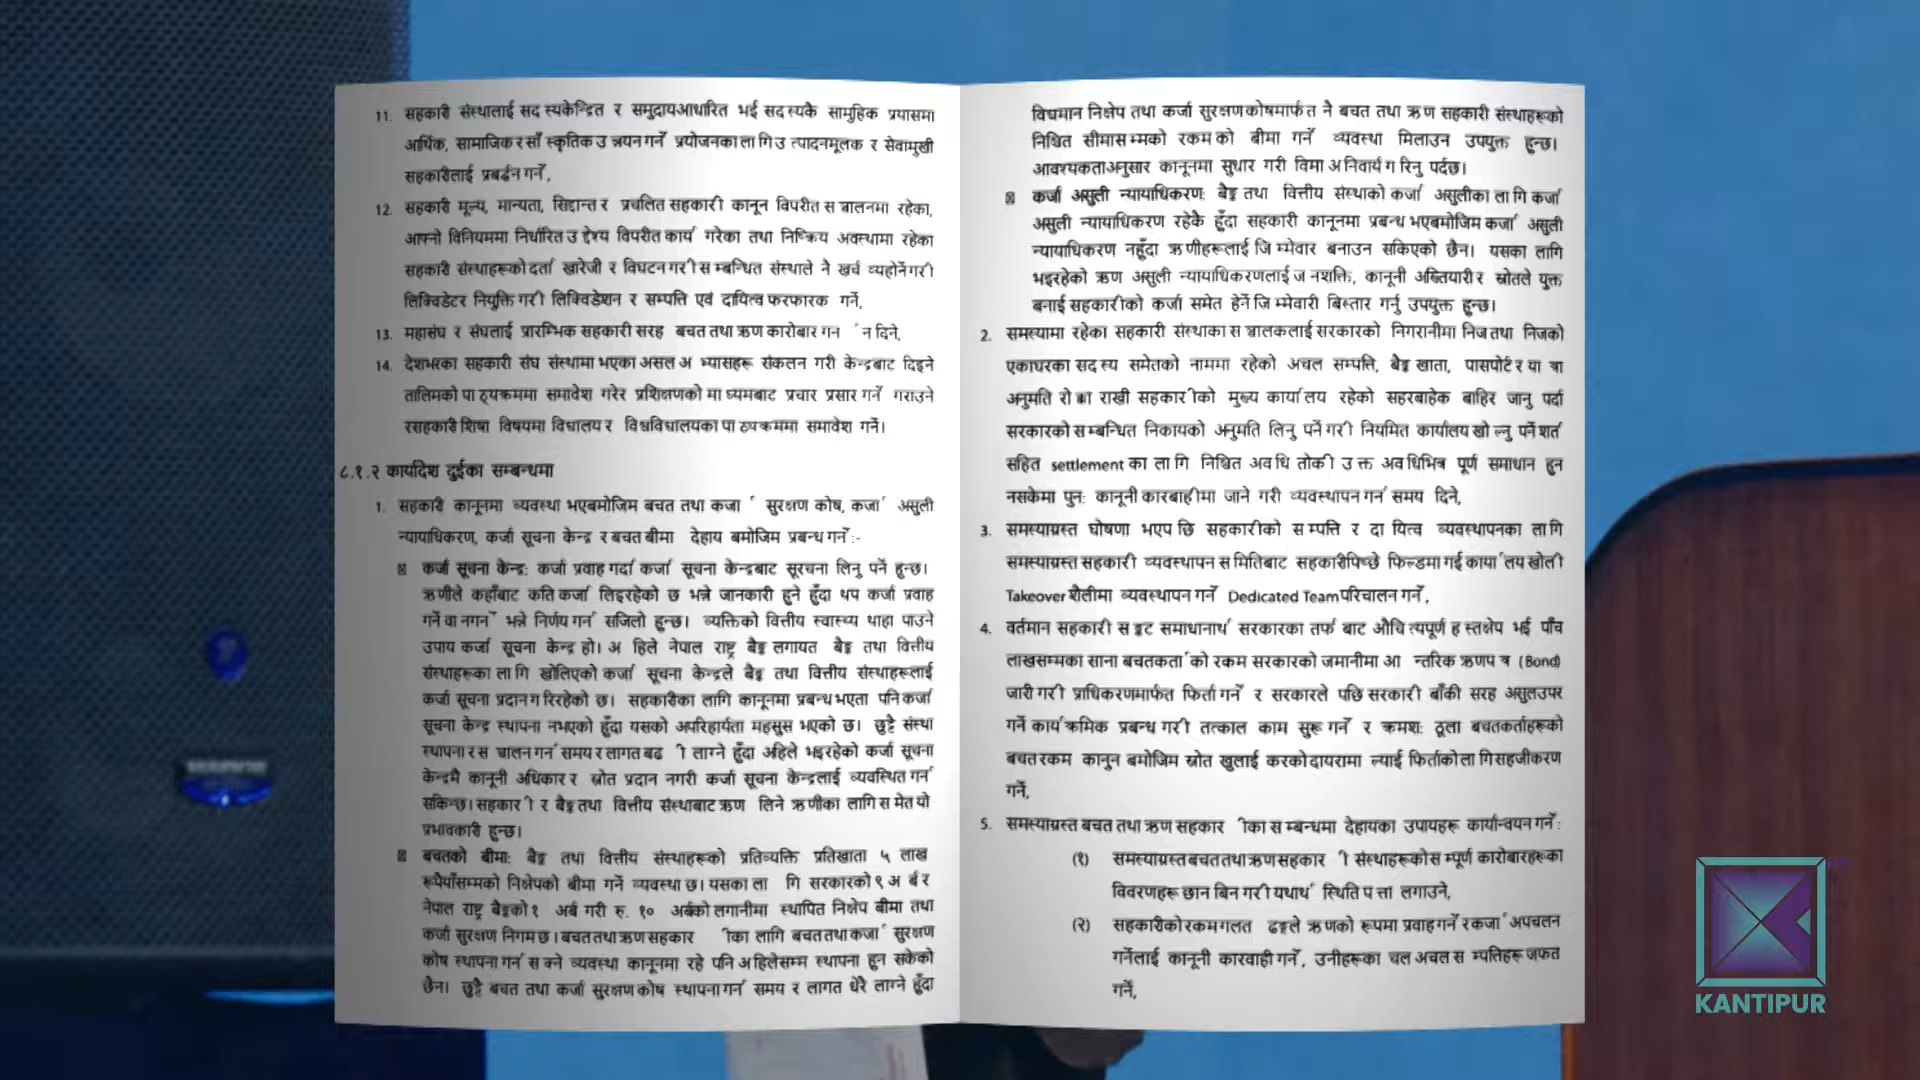 11. सहकारी संस्थालाई सदस्यकेन्द्रित र समुदायआधारित भई सदस्यकै सामुहिक प्रयासमा
आर्थिक, सामाजिक र साँस्कृतिक उन्नयन गर्ने प्रयोजनका लागि उत्पादनमूलक र सेवामुखी
सहकारीलाई प्रबर्द्धन गर्ने,
12. सहकारी मूल्य, मान्यता, सिद्दान्त र प्रचलित सहकारी कानून विपरीत सञ्चालनमा रहेका,
आफ्नो विनियममा निर्धारित उद्देश्य विपरीत कार्य गरेका तथा निष्क्रिय अवस्थामा रहेका
सहकारी संस्थाहरूको दर्ता खारेजी र विघटन गरी सम्बन्धित संस्थाले नै खर्च व्यहोर्नेगरी
लिक्विडेटर नियुक्ति गरी लिक्विडेशन र सम्पत्ति एवं दायित्व फरफारक गर्ने,
13. महासंघ र संघलाई प्रारम्भिक सहकारी सरह बचत तथा ऋण कारोबार गर्न न दिने,
14. देशभरका सहकारी संघ संस्थामा भएका असल अभ्यासहरू संकलन गरी केन्द्रबाट दिइने
तालिमको पाठ्यक्रममा समावेश गरेर प्रशिक्षणको माध्यमबाट प्रचार प्रसार गर्ने गराउने
रसहकारी शिक्षा विषयमा विद्यालय र विश्वविद्यालयका पाठ्यक्रममा समावेश गर्ने।
८.१.२ कार्यादेश दुईका सम्बन्धमा
1. सहकारी कानूनमा व्यवस्था भएबमोजिम बचत तथा कर्जा सुरक्षण कोष, कर्जा असुली
न्यायाधिकरण, कर्जा सूचना केन्द्र र बचत बीमा देहाय बमोजिम प्रबन्ध गर्ने:-
कर्जा सूचना केन्द्र: कर्जा प्रवाह गर्दा कर्जा सूचना केन्द्रबाट सूरचना लिनु पर्ने हुन्छ।
ऋणीले कहाँबाट कति कर्जा लिइरहेको छ भन्ने जानकारी हुने हुँदा थप कर्जा प्रवाह
गर्ने वा नगर्ने भन्ने निर्णय गर्न सजिलो हुन्छ। व्यक्तिको वित्तीय स्वास्थ्य थाहा पाउने
उपाय कर्जा सूचना केन्द्र हो। अहिले नेपाल राष्ट्र बैङ्क लगायत बैङ्क तथा वित्तीय
संस्थाहरूका लागि खोलिएको कर्जा सूचना केन्द्रले बैङ्क तथा वित्तीय संस्थाहरूलाई
कर्जा सूचना प्रदान गरिरहेको छ। सहकारीका लागि कानूनमा प्रबन्ध भएता पनि कर्जा
सूचना केन्द्र स्थापना नभएको हुँदा यसको अपरिहार्यता महसुस भएको छ। छुट्टै संस्था
स्थापना र सञ्चालन गर्न समय र लागत बढी लाग्ने हुँदा अहिले भइरहेको कर्जा सूचना
केन्द्रमै कानूनी अधिकार र स्रोत प्रदान नगरी कर्जा सूचना केन्द्रलाई व्यवस्थित गर्न
सकिन्छ। सहकारी र बैङ्क तथा वित्तीय संस्थाबाट ऋण लिने ऋणीका लागि समेत यो
प्रभावकारी हुन्छ।
बचतको बीमा: बैङ्क तथा वित्तीय संस्थाहरूको प्रतिव्यक्ति प्रतिखाता ५ लाख
रूपैयाँसम्मको निक्षेपको बीमा गर्ने व्यवस्था छ। यसका लागि सरकारको ९ अर्ब र
नेपाल राष्ट्र बैङ्कको १ अर्ब गरी रु. १० अर्बको लगानीमा स्थापित निक्षेप बीमा तथा
कर्जा सुरक्षण निगम छ। बचत तथा ऋण सहकारीका लागि बचत तथा कर्जा सुरक्षण
कोष स्थापना गर्न सक्ने व्यवस्था कानूनमा रहे पनि अहिलेसम्म स्थापना हुन सकेको
छैन। छुट्टै बचत तथा कर्जा सुरक्षण कोष स्थापना गर्न समय र लागत धेरै लाग्ने हुँदा
विद्यमान निक्षेप तथा कर्जा सुरक्षण कोषमार्फत नै बचत तथा ऋण सहकारी संस्थाहरूको
निश्चित सीमासम्मको रकमको बीमा गर्ने व्यवस्था मिलाउन उपयुक्त हुन्छ।
आवश्यकताअनुसार कानूनमा सुधार गरी विमा अनिवार्य गरिनु पर्दछ।
कर्जा असुली न्यायाधिकरण: बैङ्क तथा वित्तीय संस्थाको कर्जा असुलीका लागि कर्जा
असुली न्यायाधिकरण रहेकै हुँदा सहकारी कानूनमा प्रबन्ध भएबमोजिम कर्जा असुली
न्यायाधिकरण नहुँदा ऋणीहरूलाई जिम्मेवार बनाउन सकिएको छैन। यसका लागि
भइरहेको ऋण असुली न्यायाधिकरणलाई जनशक्ति, कानूनी अख्तियारी र स्रोतले युक्त
बनाई सहकारीको कर्जा समेत हेर्ने जिम्मेवारी बिस्तार गर्नु उपयुक्त हुन्छ।
2. समस्यामा रहेका सहकारी संस्थाका सञ्चालकलाई सरकारको निगरानीमा निज तथा निजको
एकाघरका सदस्य समेतको नाममा रहेको अचल सम्पत्ति, बैङ्क खाता, पासपोर्ट र यात्रा
अनुमति रोक्का राखी सहकारीको मुख्य कार्यालय रहेको सहरबाहेक बाहिर जानु पर्दा
सरकारको सम्बन्धित निकायको अनुमति लिनु पर्ने गरी नियमित कार्यालय खोल्नु पर्ने शर्त
सहित settlement का लागि निश्चित अवधि तोकी उक्त अवधिभित्र पूर्ण समाधान हुन
नसकेमा पुन: कानूनी कारबाहीमा जाने गरी व्यवस्थापन गर्न समय दिने,
3. समस्याग्रस्त घोषणा भएपछि सहकारीको सम्पत्ति र दायित्व व्यवस्थापनका लागि
समस्याग्रस्त सहकारी व्यवस्थापन समितिबाट सहकारीपिच्छे फिल्डमा गई कार्यालय खोली
Takeover शैलीमा व्यवस्थापन गर्ने Dedicated Team परिचालन गर्ने,
4. वर्तमान सहकारी सङ्कट समाधानार्थ सरकारका तर्फबाट औचित्यपूर्ण हस्तक्षेप भई पाँच
लाखसम्मका साना बचतकर्ताको रकम सरकारको जमानीमा आन्तरिक ऋणपत्र (Bond)
जारी गरी प्राधिकरणमार्फत फिर्ता गर्ने र सरकारले पछि सरकारी बाँकी सरह असुलउपर
गर्ने कार्यक्रमिक प्रबन्ध गरी तत्काल काम सुरू गर्ने र क्रमश: ठूला बचतकर्ताहरूको
बचत रकम कानुन बमोजिम स्रोत खुलाई करको दायरामा ल्याई फिर्ताको लागि सहजीकरण
गर्ने,
5. समस्याग्रस्त बचत तथा ऋण सहकारीका सम्बन्धमा देहायका उपायहरू कार्यान्वयन गर्ने:
(१) समस्याग्रस्त बचत तथा ऋण सहकारी संस्थाहरूको सम्पूर्ण कारोबारहरूका
विवरणहरू छानबिन गरी यथार्थ स्थिति पत्ता लगाउने,
(२) सहकारीको रकम गलत ढङ्गले ऋणको रूपमा प्रवाह गर्ने र कर्जा अपचलन
गर्नेलाई कानूनी कारवाही गर्ने, उनीहरूका चल अचल सम्पत्तिहरू जफत
गर्ने,
KANTIPUR